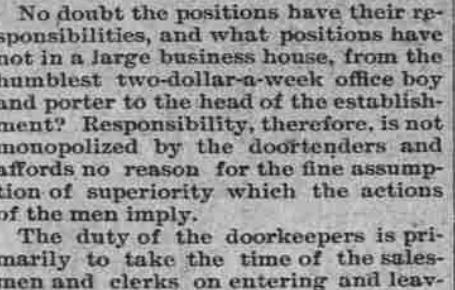 No doubt the positions have their re-
sponsibilities, and what positions have
not in a large business house, from the
humblest two-dollar-a-week office boy
and porter to the head of the establish-
ment? Responsibility, therefore, is not
monopolized by the doortenders and
affords no reason for the fine assump-
tion of superiority which the actions
of the men imply.
The duty of the doorkeepers is pri-
marily to take the time of the sales-
men and clerks on entering and leav-